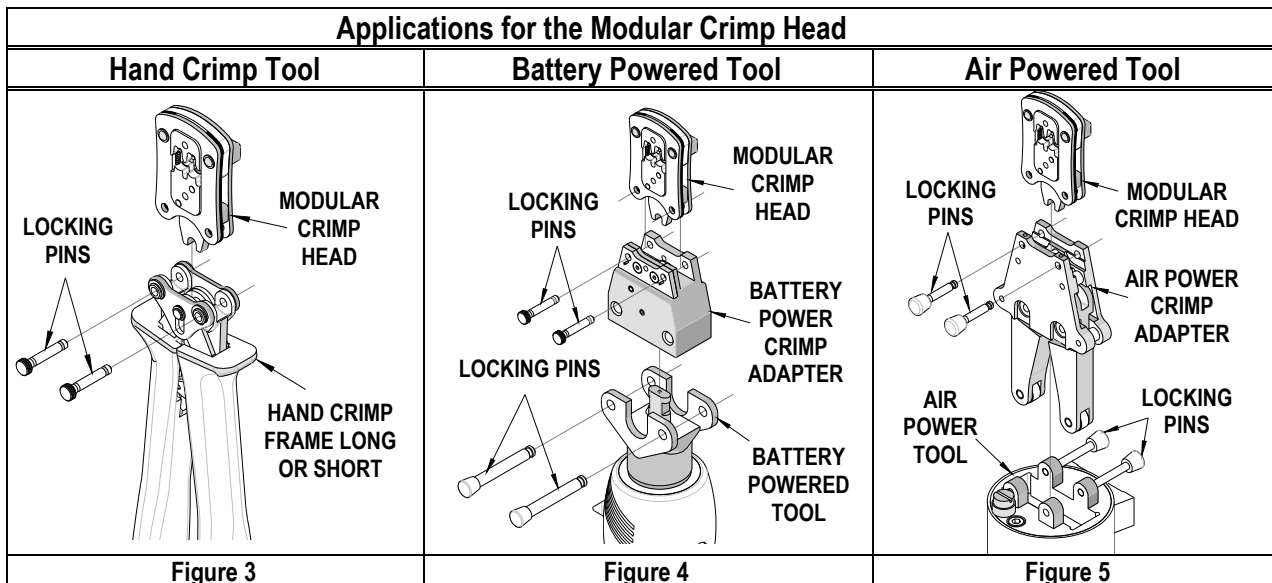 Applications for the Modular Crimp Head
Hand Crimp Tool
Battery Powered Tool
Air Powered Tool
LOCKING
PINS
MODULAR
CRIMP
HEAD
HAND CRIMP
FRAME LONG
OR SHORT
LOCKING
PINS
MODULAR
CRIMP
HEAD
BATTERY
POWER
CRIMP
ADAPTER
LOCKING PINS
BATTERY
POWERED
TOOL
LOCKING
PINS
MODULAR
CRIMP HEAD
AIR POWER
CRIMP
ADAPTER
AIR
POWER
TOOL
LOCKING
PINS
Figure 3
Figure 4
Figure 5